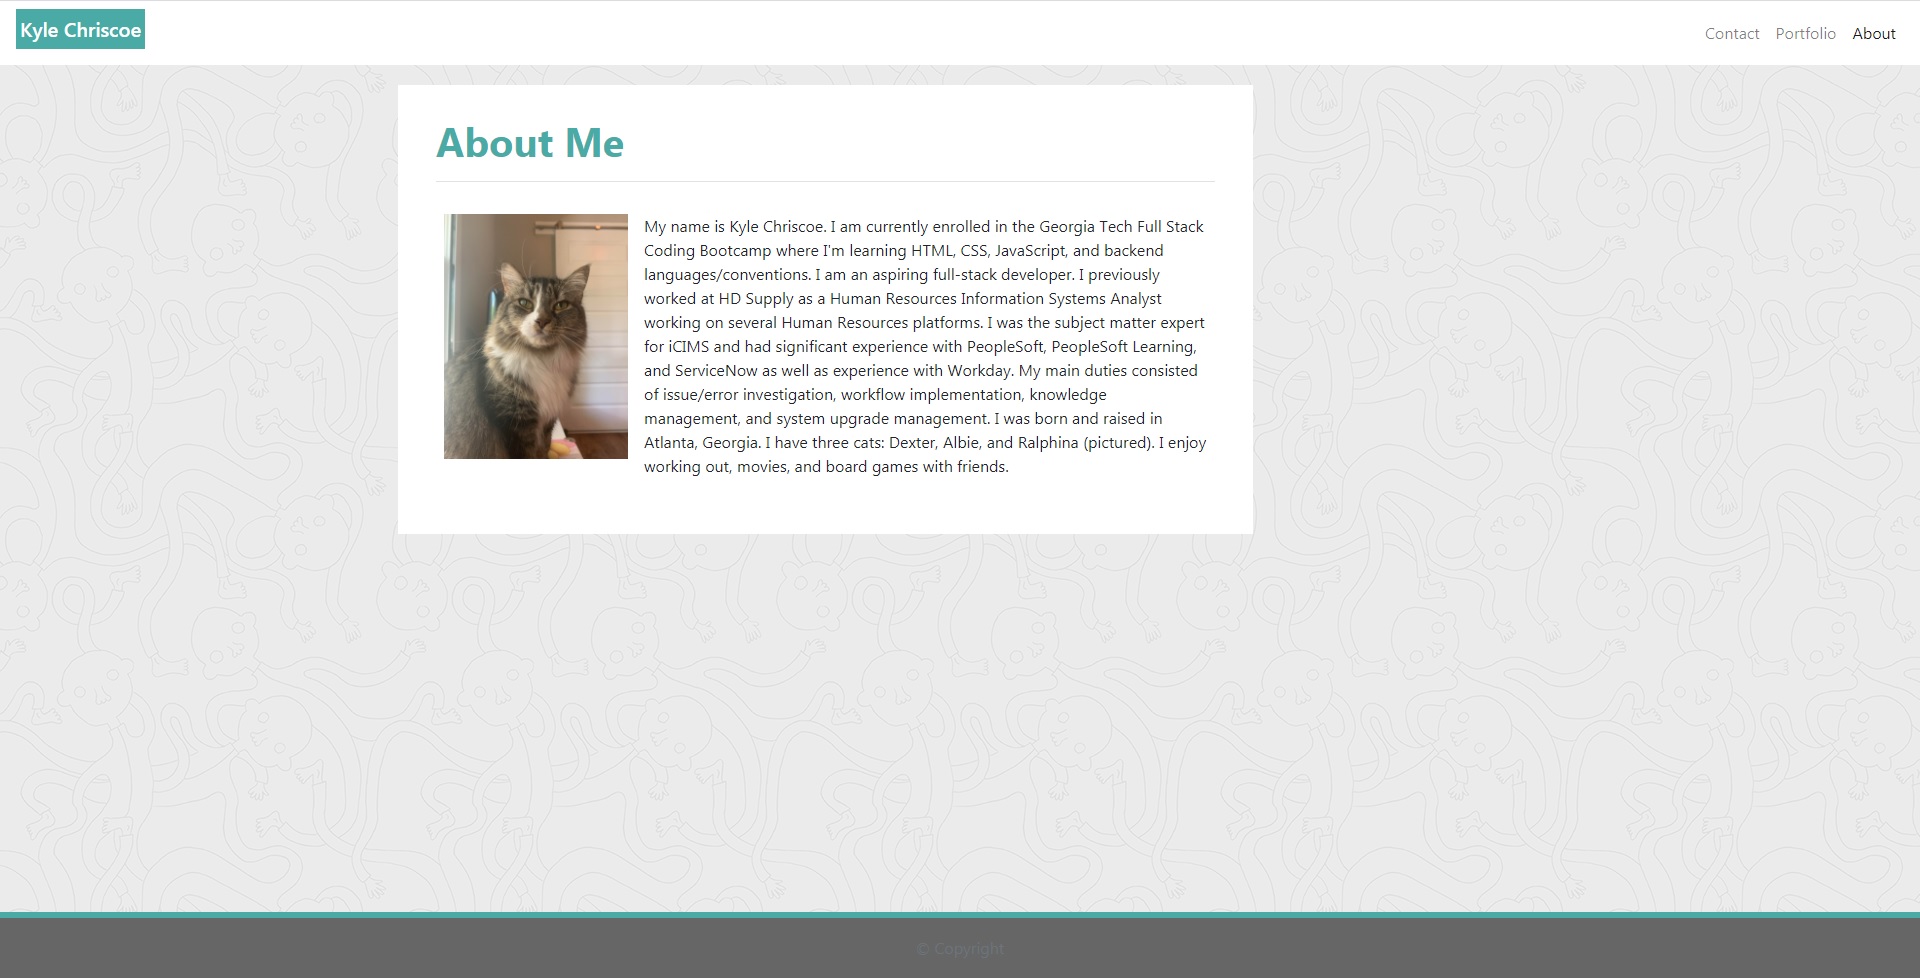 Kyle Chriscoe
Contact Portfolio About
About Me
My name is Kyle Chriscoe. I am currently enrolled in the Georgia Tech Full Stack
Coding Bootcamp where I'm learning HTML, CSS, JavaScript, and backend
languages/conventions. I am an aspiring full-stack developer. I previously
worked at HD Supply as a Human Resources Information Systems Analyst
working on several Human Resources platforms. I was the subject matter expert
for iCIMS and had significant experience with PeopleSoft, PeopleSoft Learning,
and ServiceNow as well as experience with Workday. My main duties consisted
of issue/error investigation, workflow implementation, knowledge
management, and system upgrade management. I was born and raised in
Atlanta, Georgia. I have three cats: Dexter, Albie, and Ralphina (pictured). I enjoy
working out, movies, and board games with friends.
© Copyright